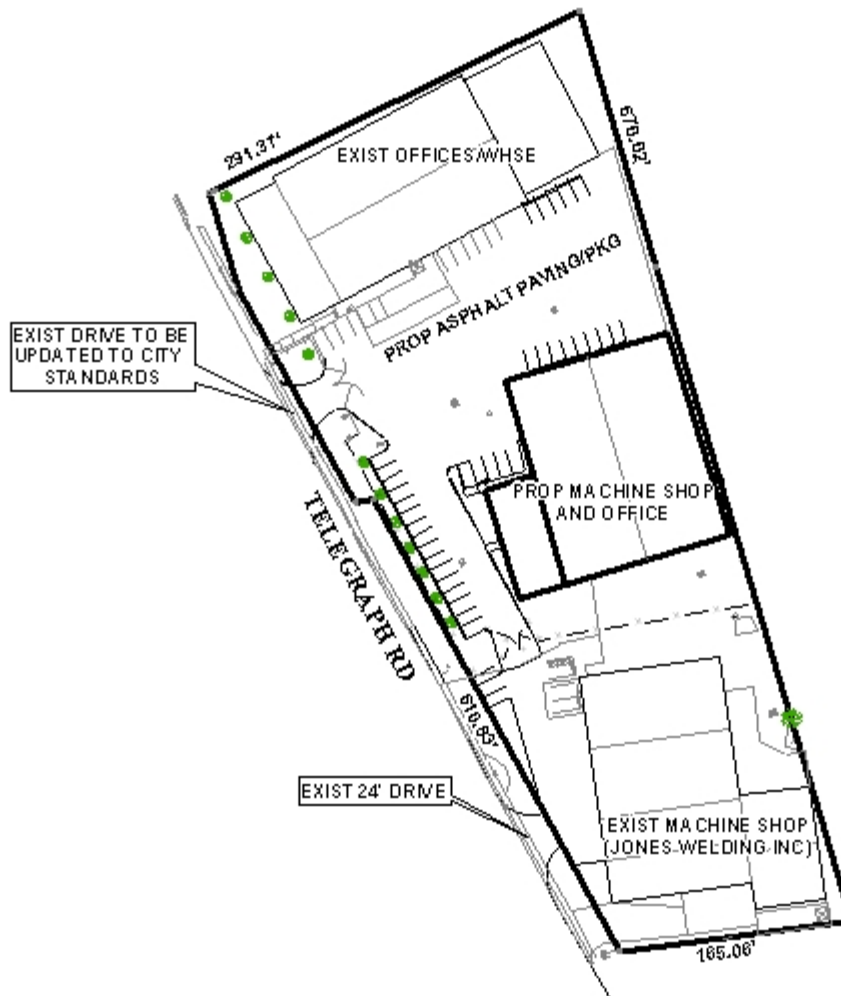 291.31'
670.02'
EXIST OFFICES/WHSE
PROP ASPHALT PAVING/PKG
EXIST DRIVE TO BE
UPDATED TO CITY
STANDARDS
PROP MACHINE SHOP
AND OFFICE
TELEGRAPH RD
610.83'
EXIST 24' DRIVE
EXIST MACHINE SHOP
(JONES WELDING INC)
165.06'